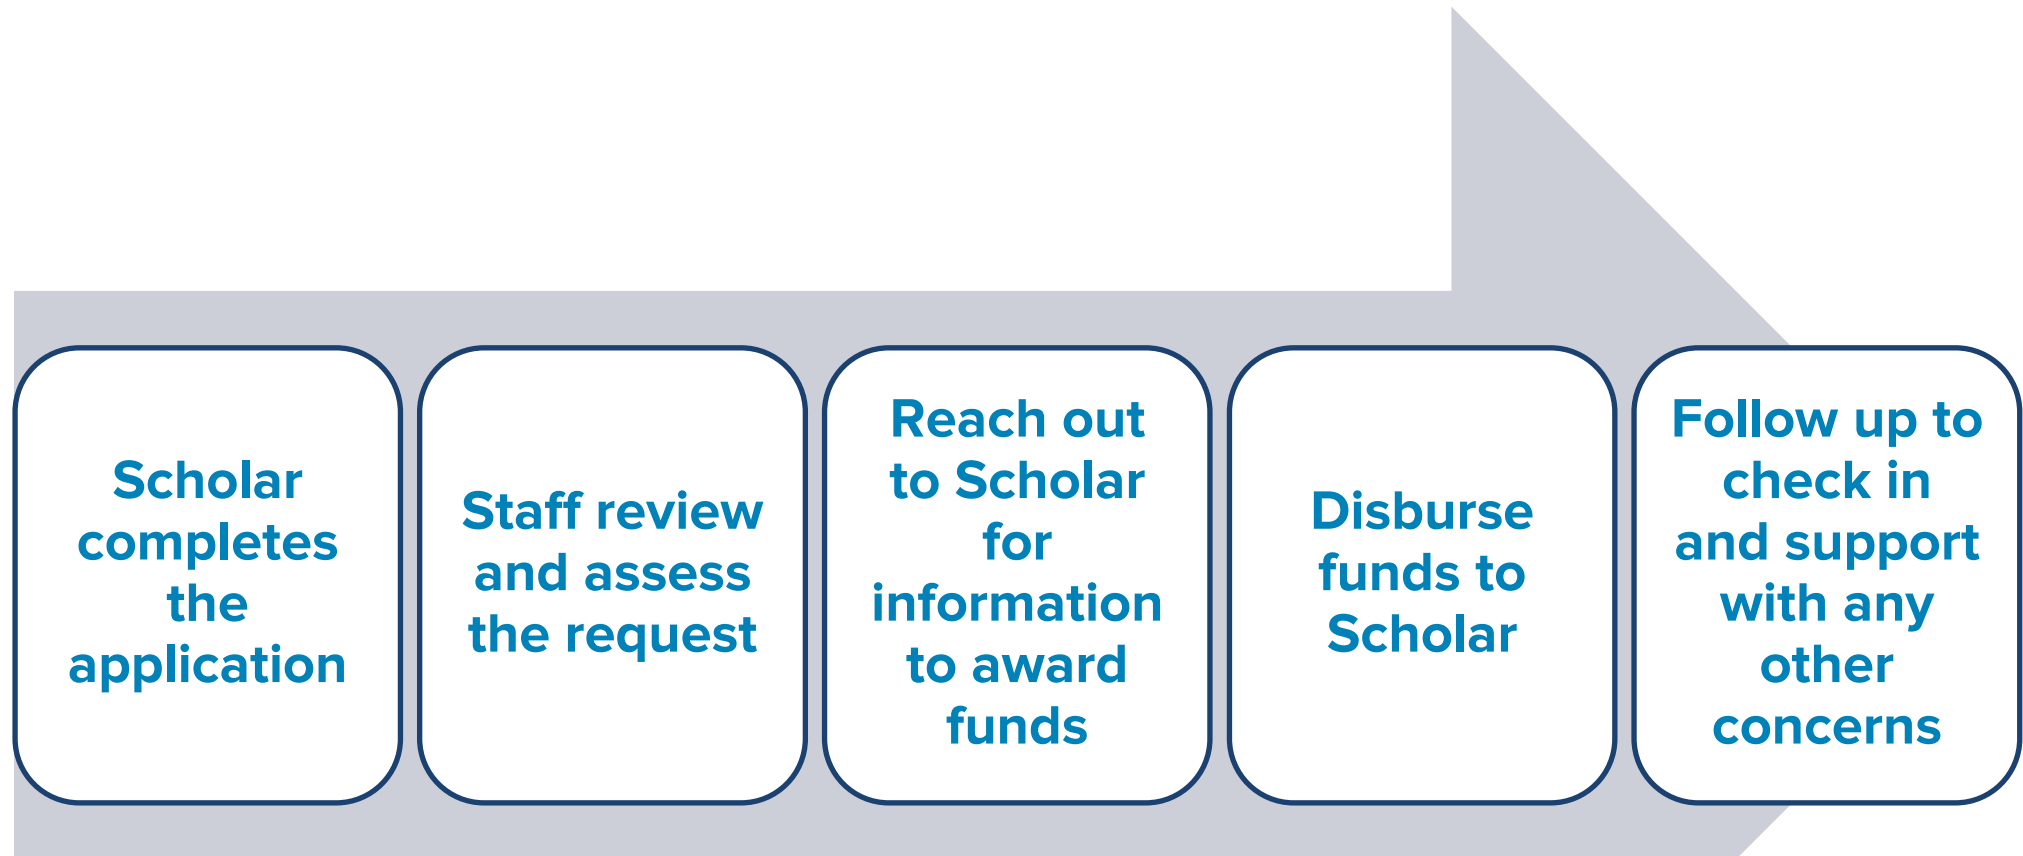 Scholar
completes
the
application
Staff review
and assess
the request
Reach out
to Scholar
for
information
to award
funds
Disburse
funds to
Scholar
Follow up to
check in
and support
with any
other
concerns